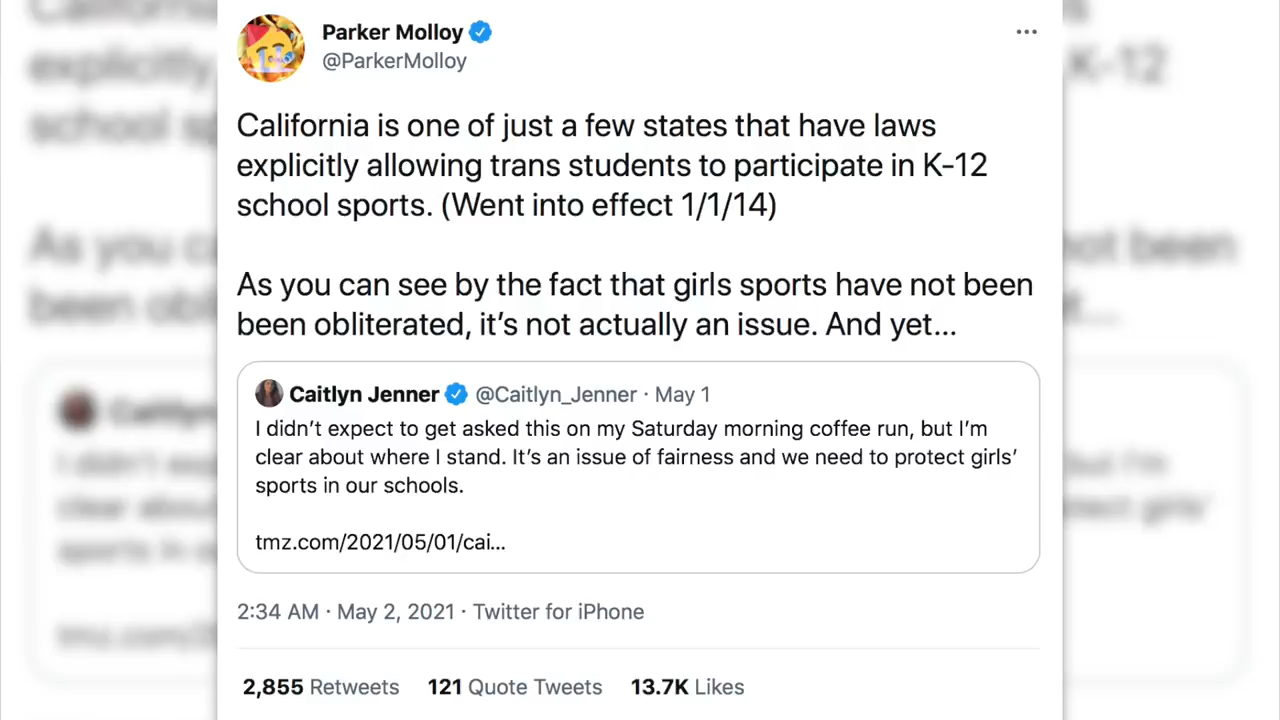 Parker Molloy
@ParkerMolloy
California is one of just a few states that have laws
explicitly allowing trans students to participate in K-12
school sports. (Went into effect 1/1/14)
As you can see by the fact that girls sports have not been
been obliterated, it's not actually an issue. And yet...
Caitlyn Jenner @Caitlyn_Jenner · May 1
I didn't expect to get asked this on my Saturday morning coffee run, but I'm
clear about where I stand. It's an issue of fairness and we need to protect girls'
sports in our schools.
tmz.com/2021/05/01/cai...
2:34 AM · May 2, 2021 · Twitter for iPhone
2,855 Retweets 121 Quote Tweets 13.7K Likes